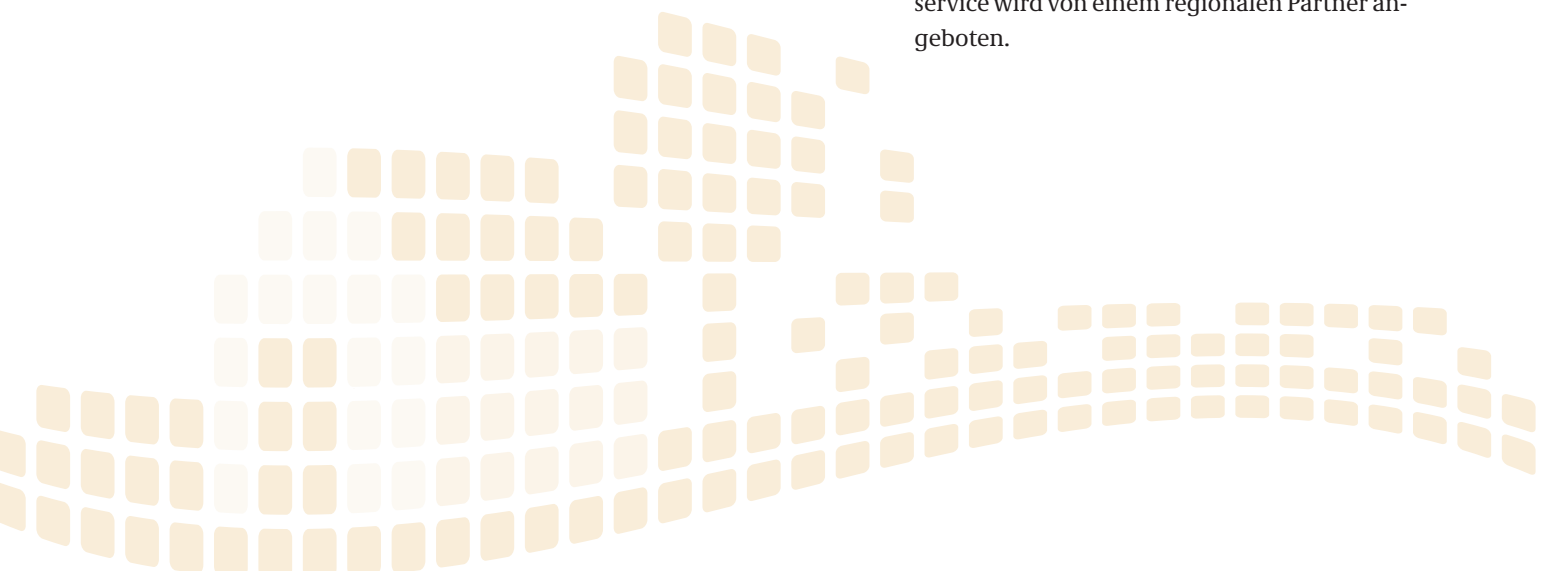 service wird von einem regionalen Partner an-
geboten.